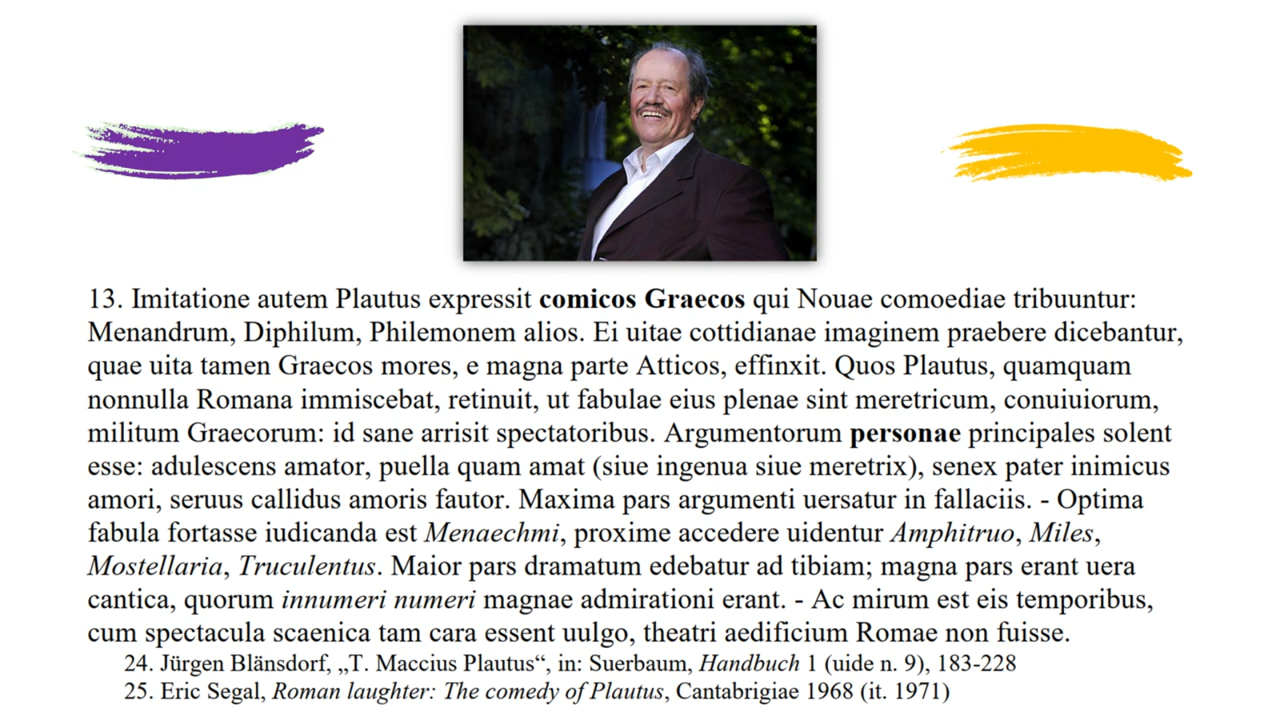 13. Imitatione autem Plautus expressit comicos Graecos qui Nouae comoediae tribuuntur:
Menandrum, Diphilum, Philemonem alios. Ei uitae cottidianae imaginem praebere dicebantur,
quae uita tamen Graecos mores, e magna parte Atticos, effinxit. Quos Plautus, quamquam
nonnulla Romana immiscebat, retinuit, ut fabulae eius plenae sint meretricum, conuiuiorum,
militum Graecorum: id sane arrisit spectatoribus. Argumentorum personae principales solent
esse: adulescens amator, puella quam amat (siue ingenua siue meretrix), senex pater inimicus
amori, seruus callidus amoris fautor. Maxima pars argumenti uersatur in fallaciis. - Optima
fabula fortasse iudicanda est Menaechmi, proxime accedere uidentur Amphitruo, Miles,
Mostellaria, Truculentus. Maior pars dramatum edebatur ad tibiam; magna pars erant uera
cantica, quorum innumeri numeri magnae admirationi erant. - Ac mirum est eis temporibus,
cum spectacula scaenica tam cara essent uulgo, theatri aedificium Romae non fuisse.
24. Jürgen Blänsdorf, „T. Maccius Plautus“, in: Suerbaum, Handbuch 1 (uide n. 9), 183-228
25. Eric Segal, Roman laughter: The comedy of Plautus, Cantabrigiae 1968 (it. 1971)